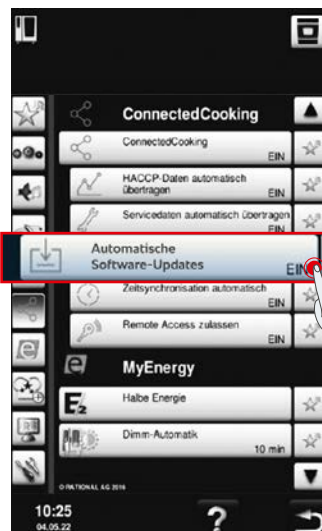 ConnectedCooking
ConnectedCooking
EIN
HACCP-Daten automatisch
übertragen
EIN
Servicedaten automatisch übertragen
EIN
Automatische
Software-Updates
EIN
Zeitsynchronisation automatisch
EIN
Remote Access zulassen
EIN
MyEnergy
E2
Halbe Energie
Dimm-Automatik
10 min
© RATIONAL AG 2016
10:25
04.05.22
?